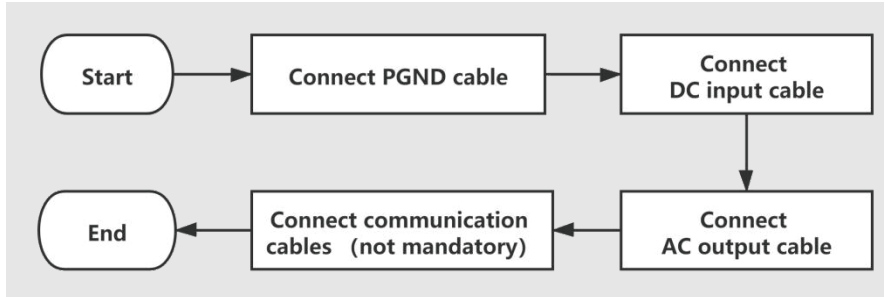 Start
Connect PGND cable
Connect
DC input cable
Connect
AC output cable
Connect communication
cables (not mandatory)
End